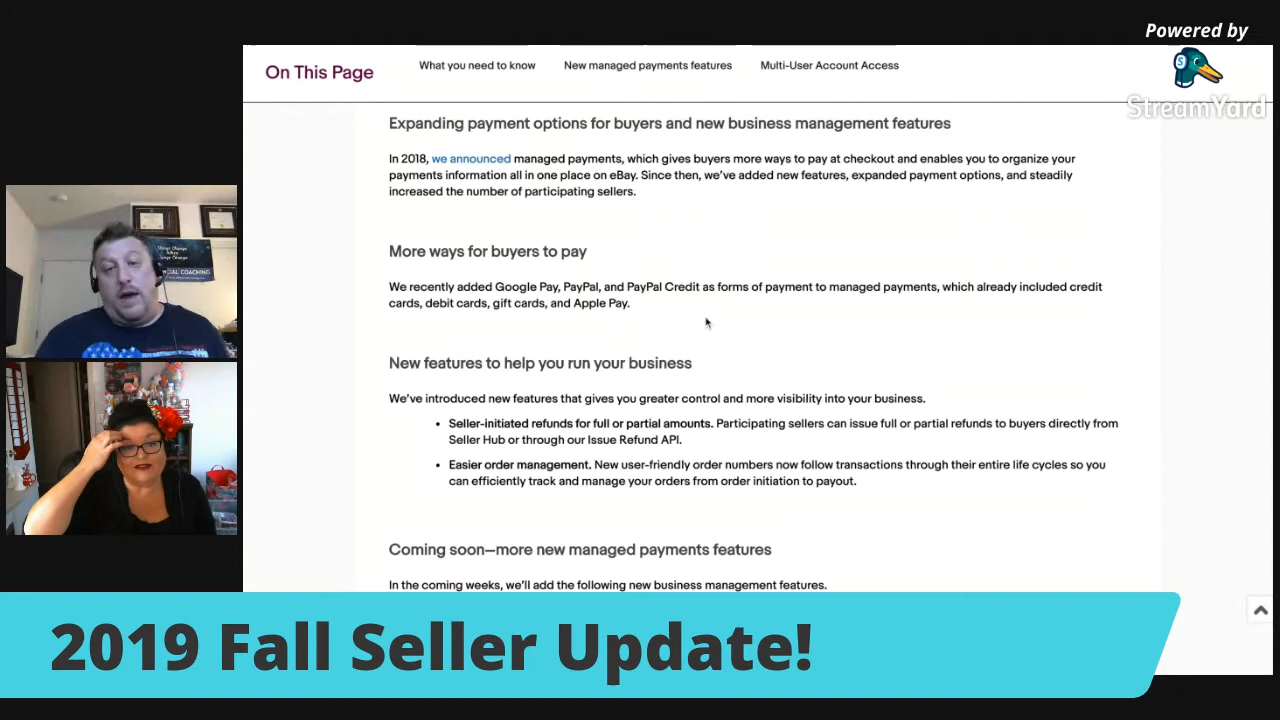 Powered by
StreamYard
On This Page
What you need to know
New managed payments features
Multi-User Account Access
Expanding payment options for buyers and new business management features
In 2018, we announced managed payments, which gives buyers more ways to pay at checkout and enables you to organize your
payments information all in one place on eBay. Since then, we've added new features, expanded payment options, and steadily
increased the number of participating sellers.
More ways for buyers to pay
We recently added Google Pay, PayPal, and PayPal Credit as forms of payment to managed payments, which already included credit
cards, debit cards, gift cards, and Apple Pay.
New features to help you run your business
We've introduced new features that gives you greater control and more visibility into your business.
• Seller-initiated refunds for full or partial amounts. Participating sellers can issue full or partial refunds to buyers directly from
Seller Hub or through our Issue Refund API.
• Easier order management. New user-friendly order numbers now follow transactions through their entire life cycles so you
can efficiently track and manage your orders from order initiation to payout.
Coming soon—more new managed payments features
In the coming weeks, we'll add the following new business management features.
Things Change
When
Change
COACHING
2019 Fall Seller Update!